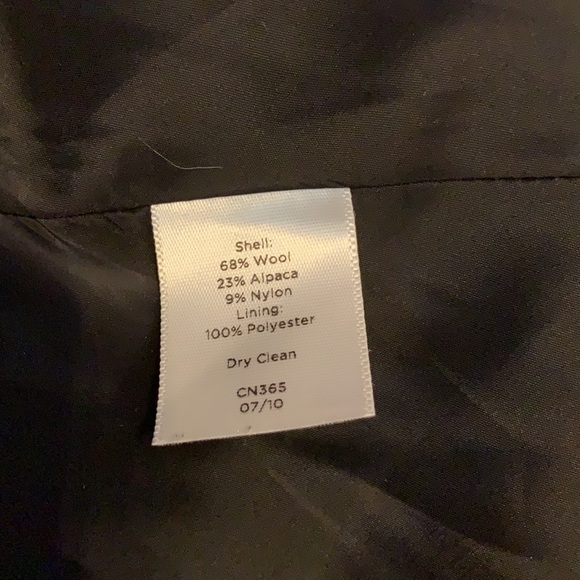 Shell:
68% Wool
23% Alpaca
9% Nylon
Lining:
100% Polyester
Dry Clean
CN365
07/10